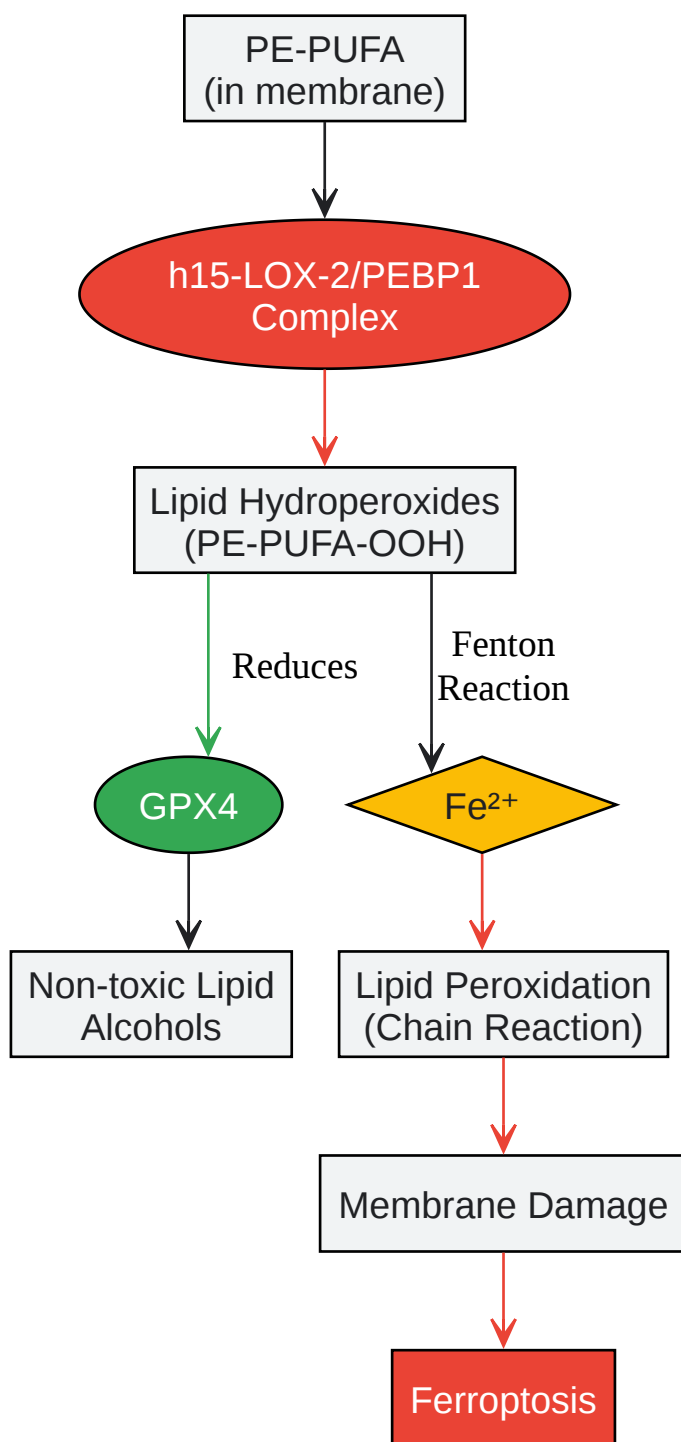 PE-PUFA
(in membrane)
h15-LOX-2/PEBP1
Complex
Lipid Hydroperoxides
(PE-PUFA-OOH)
Reduces
Fenton
Reaction
GPX4
Fe²⁺
Non-toxic Lipid
Alcohols
Lipid Peroxidation
(Chain Reaction)
Membrane Damage
Ferroptosis